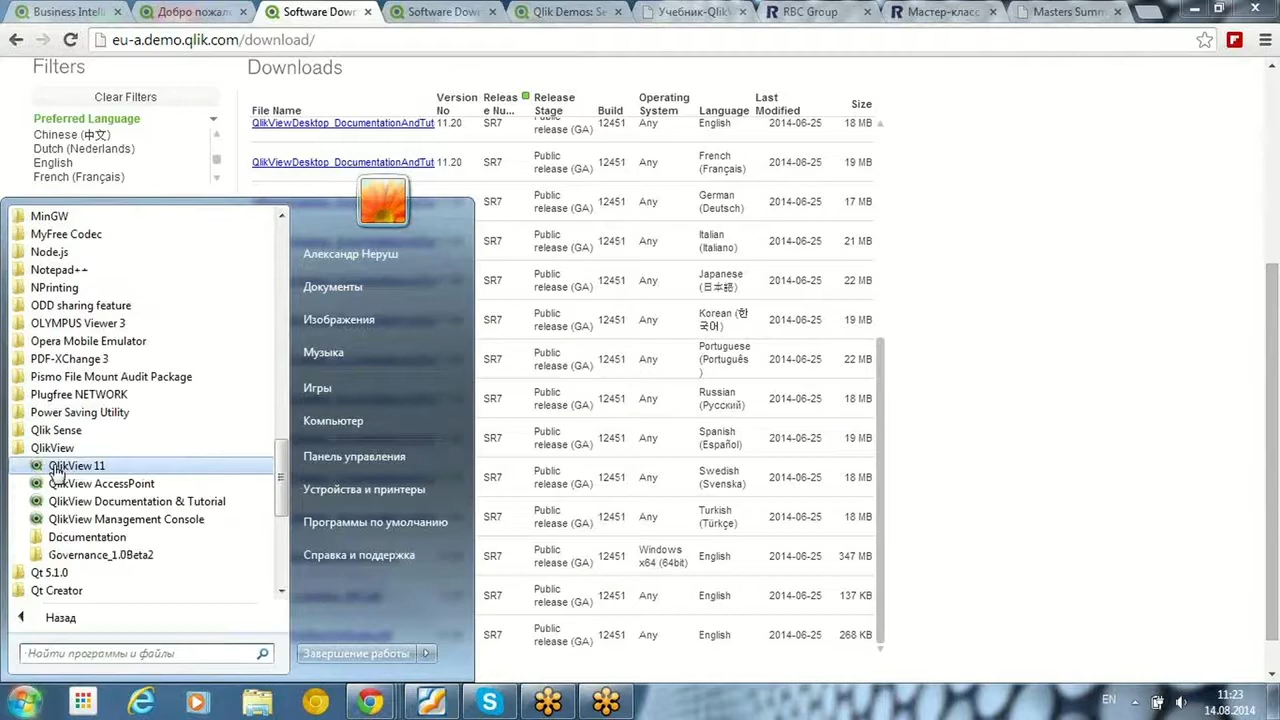 Business Intelli
Добро пожал
Software Down
Software Down
Qlik Demos: Se
Учебник-QlikV
RBC Group
Мастер-класс
Masters Summ
eu-a.demo.qlik.com/download/
Filters
Clear Filters
Preferred Language
Chinese (中文)
Dutch (Nederlands)
English
French (Français)
Downloads
File Name Version No Releas e Nu... Release Stage Build Operating System Language Last Modified Size
QlikViewDesktop_DocumentationAndTut 11.20 SR7 Public release (GA) 12451 Any English 2014-06-25 18 MB
QlikViewDesktop_DocumentationAndTut 11.20 SR7 Public release (GA) 12451 Any French (Français) 2014-06-25 19 MB
SR7 Public release (GA) 12451 Any German (Deutsch) 2014-06-25 17 MB
SR7 Public release (GA) 12451 Any Italian (Italiano) 2014-06-25 21 MB
SR7 Public release (GA) 12451 Any Japanese (日本語) 2014-06-25 22 MB
SR7 Public release (GA) 12451 Any Korean (한국어) 2014-06-25 19 MB
SR7 Public release (GA) 12451 Any Portuguese (Português) 2014-06-25 22 MB
SR7 Public release (GA) 12451 Any Russian (Русский) 2014-06-25 18 MB
SR7 Public release (GA) 12451 Any Spanish (Español) 2014-06-25 19 MB
SR7 Public release (GA) 12451 Any Swedish (Svenska) 2014-06-25 18 MB
SR7 Public release (GA) 12451 Any Turkish (Türkçe) 2014-06-25 18 MB
SR7 Public release (GA) 12451 Windows x64 (64bit) English 2014-06-25 347 MB
SR7 Public release (GA) 12451 Any English 2014-06-25 137 KB
SR7 Public release (GA) 12451 Any English 2014-06-25 268 KB
MinGW
MyFree Codec
Node.js
Notepad++
NPrinting
ODD sharing feature
OLYMPUS Viewer 3
Opera Mobile Emulator
PDF-XChange 3
Pismo File Mount Audit Package
Plugfree NETWORK
Power Saving Utility
Qlik Sense
QlikView
QlikView 11
QlikView AccessPoint
QlikView Documentation & Tutorial
QlikView Management Console
Documentation
Governance_1.0Beta2
Qt 5.1.0
Qt Creator
Назад
Найти программы и файлы
Александр Неруш
Документы
Изображения
Музыка
Игры
Компьютер
Панель управления
Устройства и принтеры
Программы по умолчанию
Справка и поддержка
Завершение работы
EN
11:23
14.08.2014